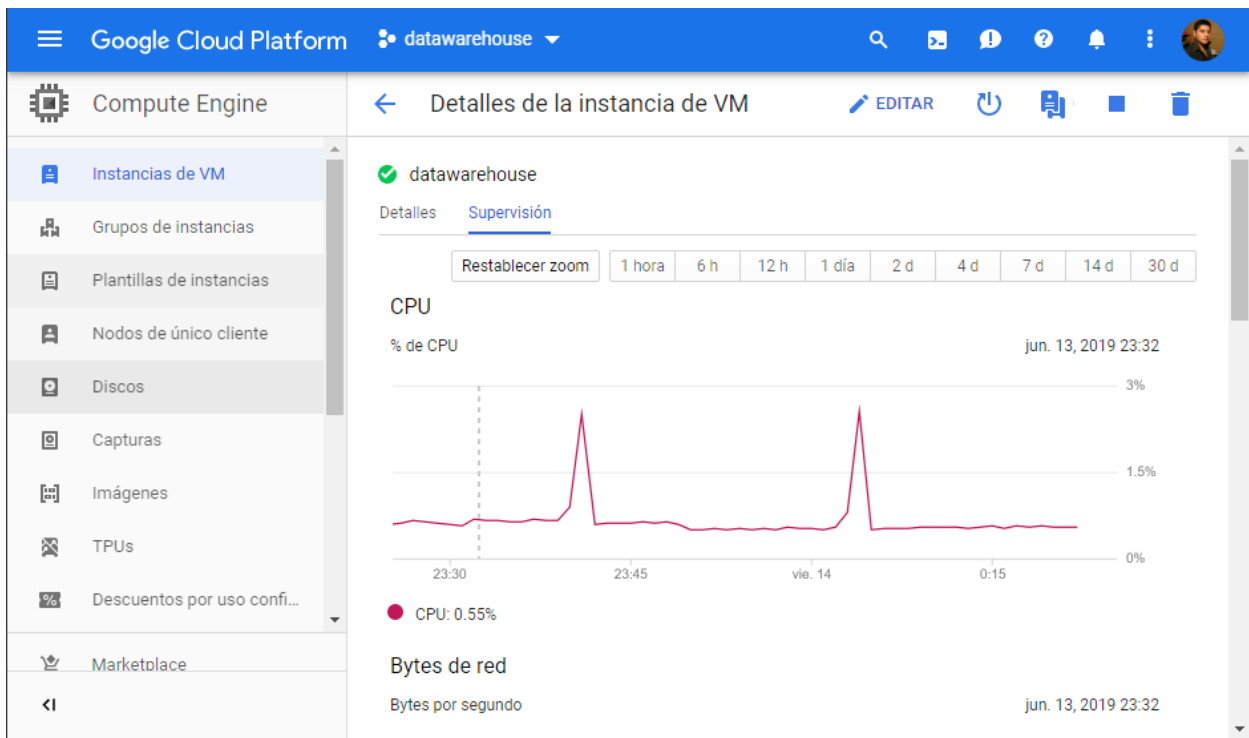 Google Cloud Platform
datawarehouse
Compute Engine
Detalles de la instancia de VM
EDITAR
Instancias de VM
Grupos de instancias
Plantillas de instancias
Nodos de único cliente
Discos
Capturas
Imágenes
TPUs
Descuentos por uso confi...
Marketplace
datawarehouse
Detalles
Supervisión
Restablecer zoom
1 hora
6 h
12 h
1 día
2 d
4 d
7 d
14 d
30 d
CPU
% de CPU
jun. 13, 2019 23:32
3%
1.5%
0%
23:30
23:45
vie. 14
0:15
CPU: 0.55%
Bytes de red
Bytes por segundo
jun. 13, 2019 23:32